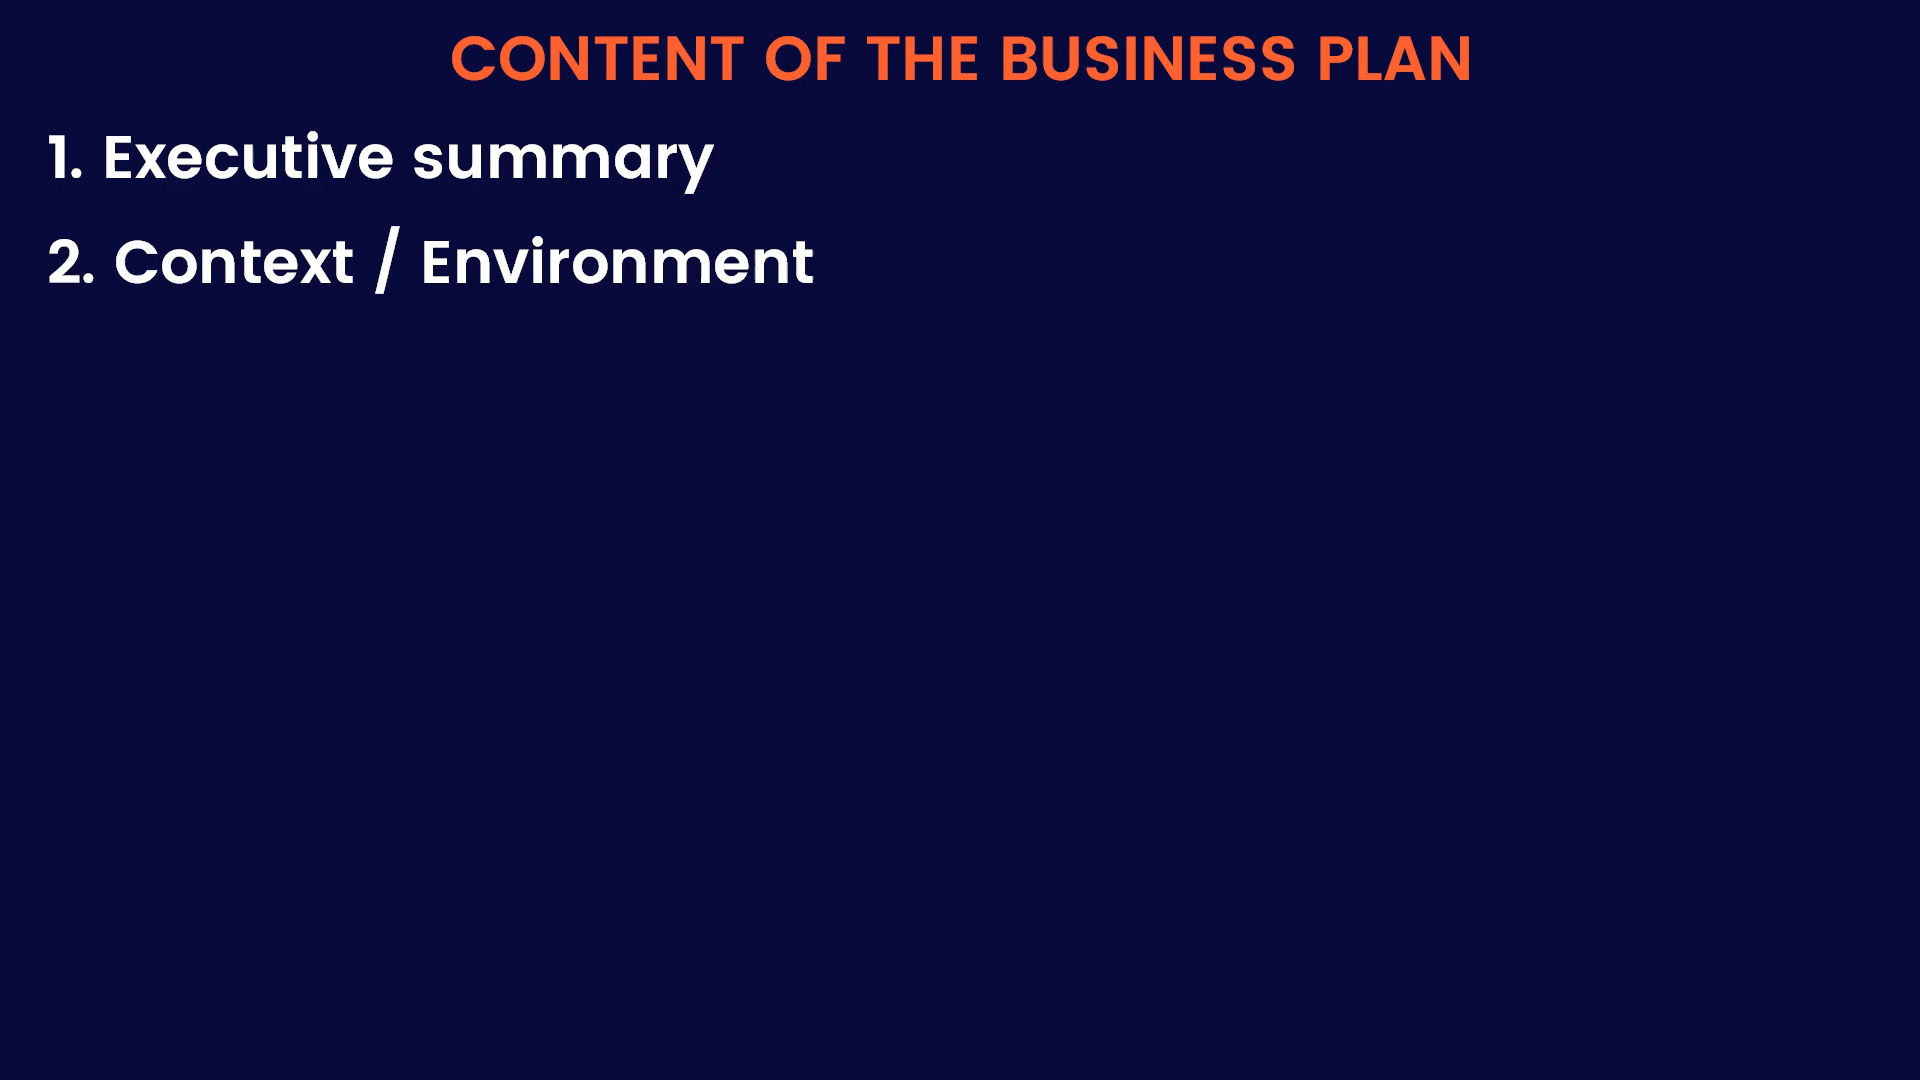 CONTENT OF THE BUSINESS PLAN
1. Executive summary
2. Context / Environment